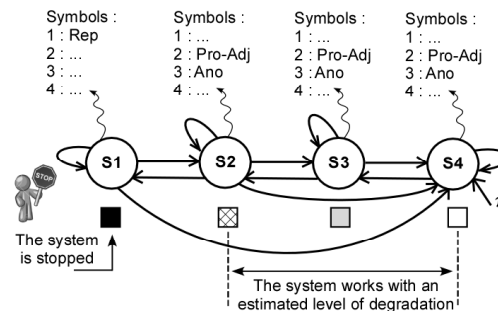 Symbols :
1 : Rep
2 : ...
3 : ...
4 : ...
Symbols :
1 : ...
2 : Pro-Adj
3 : Ano
4 : ...
Symbols :
1 : ...
2 : Pro-Adj
3 : Ano
4 : ...
Symbols :
1 : ...
2 : Pro-Adj
3 : Ano
4 : ...
S1
S2
S3
S4
STOP
The system
is stopped
The system works with an
estimated level of degradation